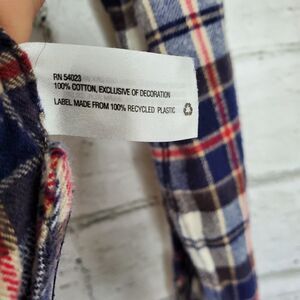 RN 54023
100% COTTON, EXCLUSIVE OF DECORATION
LABEL MADE FROM 100% RECYCLED PLASTIC